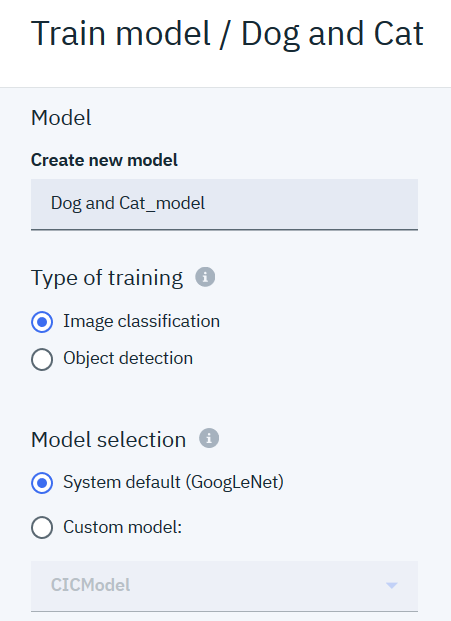 Train model / Dog and Cat
Model
Create new model
Dog and Cat_model
Type of training
Image classification
Object detection
Model selection
System default (GoogLeNet)
Custom model:
CICModel